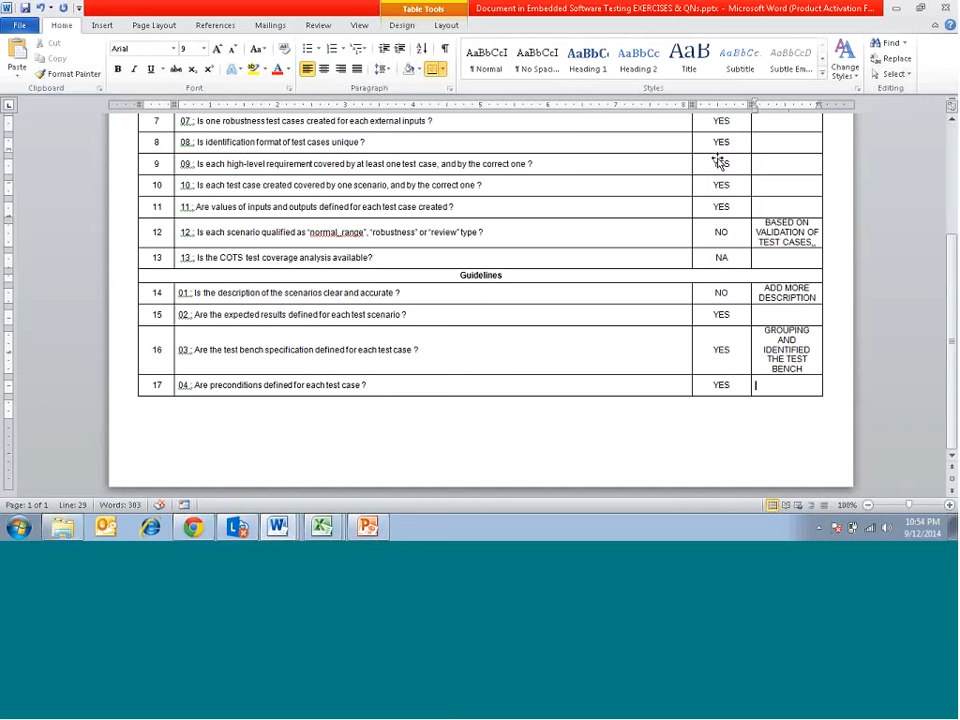 Table Tools
Document in Embedded Software Testing EXERCISES & QNs.pptx - Microsoft Word (Product Activation F...
File Home Insert Page Layout References Mailings Review View Design Layout
Cut
Copy
Format Painter
Paste
Clipboard
Arial 9
Font
Paragraph
AaBbCcI AaBbCcI AaBbCc AaBbCc AaB AaBbCc. AaBbCcD
¶ Normal ¶ No Spaci... Heading 1 Heading 2 Title Subtitle Subtle Em...
Styles
Change
Styles
Find
Replace
Select
Editing
7 07 : Is one robustness test cases created for each external inputs ? YES
8 08 : Is identification format of test cases unique ? YES
9 09 : Is each high-level requirement covered by at least one test case, and by the correct one ? YES
10 10 : Is each test case created covered by one scenario, and by the correct one ? YES
11 11 : Are values of inputs and outputs defined for each test case created ? YES
12 12 : Is each scenario qualified as “normal_range”, “robustness” or “review” type ? NO BASED ON
VALIDATION OF
TEST CASES,,
13 13 : Is the COTS test coverage analysis available? NA
Guidelines
14 01 : Is the description of the scenarios clear and accurate ? NO ADD MORE
DESCRIPTION
15 02 : Are the expected results defined for each test scenario ? YES
16 03 : Are the test bench specification defined for each test case ? YES GROUPING
AND
IDENTIFIED
THE TEST
BENCH
17 04 : Are preconditions defined for each test case ? YES
Page: 1 of 1 Line: 29 Words: 303 100%
10:54 PM
9/12/2014